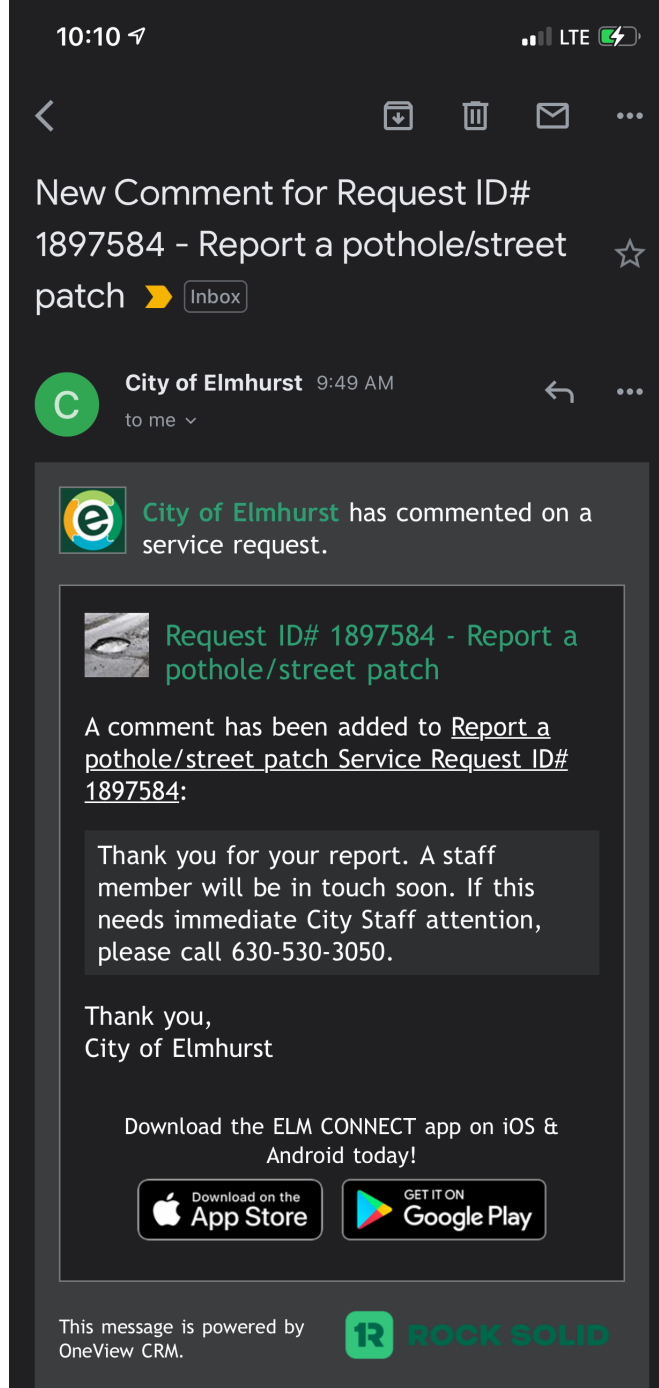 10:10 LTE
New Comment for Request ID#
1897584 - Report a pothole/street
patch Inbox
C
City of Elmhurst 9:49 AM
to me
e
City of Elmhurst has commented on a
service request.
Request ID# 1897584 - Report a
pothole/street patch
A comment has been added to Report a
pothole/street patch Service Request ID#
1897584:
Thank you for your report. A staff
member will be in touch soon. If this
needs immediate City Staff attention,
please call 630-530-3050.
Thank you,
City of Elmhurst
Download the ELM CONNECT app on iOS &
Android today!
Download on the
App Store
GET IT ON
Google Play
This message is powered by
OneView CRM.
1R ROCK SOLID